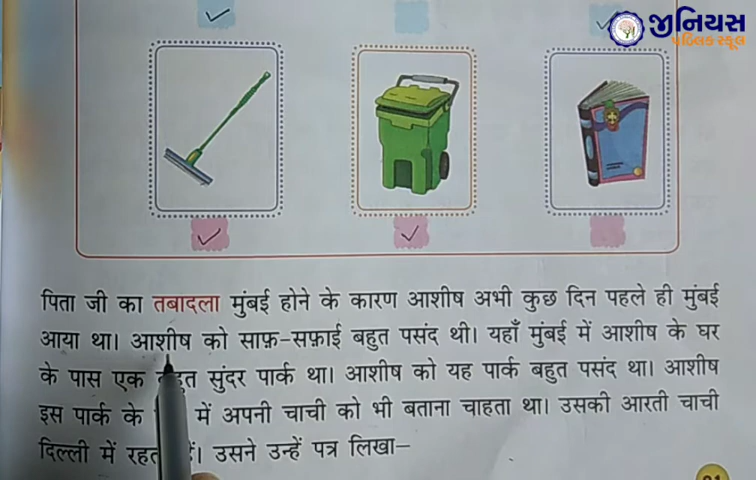 જીનિયસ
પબ્લિક સ્કૂલ
पिता जी का तबादला मुंबई होने के कारण आशीष अभी कुछ दिन पहले ही मुंबई
आया था। आशीष को साफ़-सफ़ाई बहुत पसंद थी। यहाँ मुंबई में आशीष के घर
के पास एक बहुत सुंदर पार्क था। आशीष को यह पार्क बहुत पसंद था। आशीष
इस पार्क के में अपनी चाची को भी बताना चाहता था। उसकी आरती चाची
दिल्ली में उसने उन्हें पत्र लिखा–